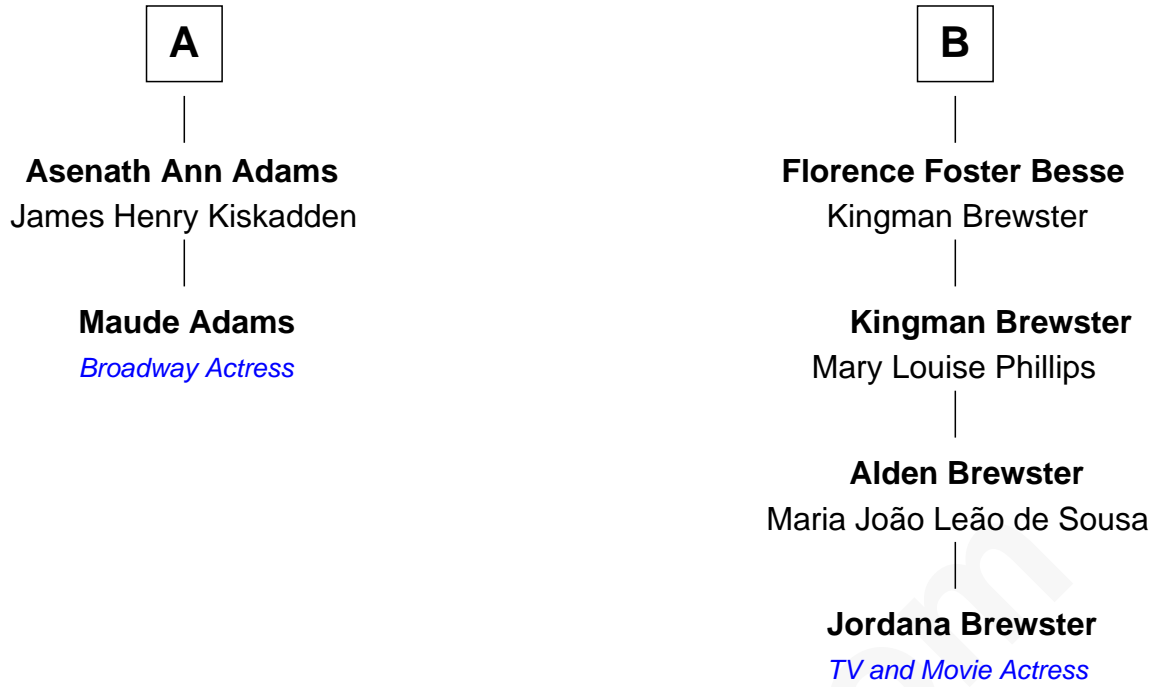 A
Asenath Ann Adams
James Henry Kiskadden
Maude Adams
Broadway Actress
B
Florence Foster Besse
Kingman Brewster
Kingman Brewster
Mary Louise Phillips
Alden Brewster
Maria João Leão de Sousa
Jordana Brewster
TV and Movie Actress